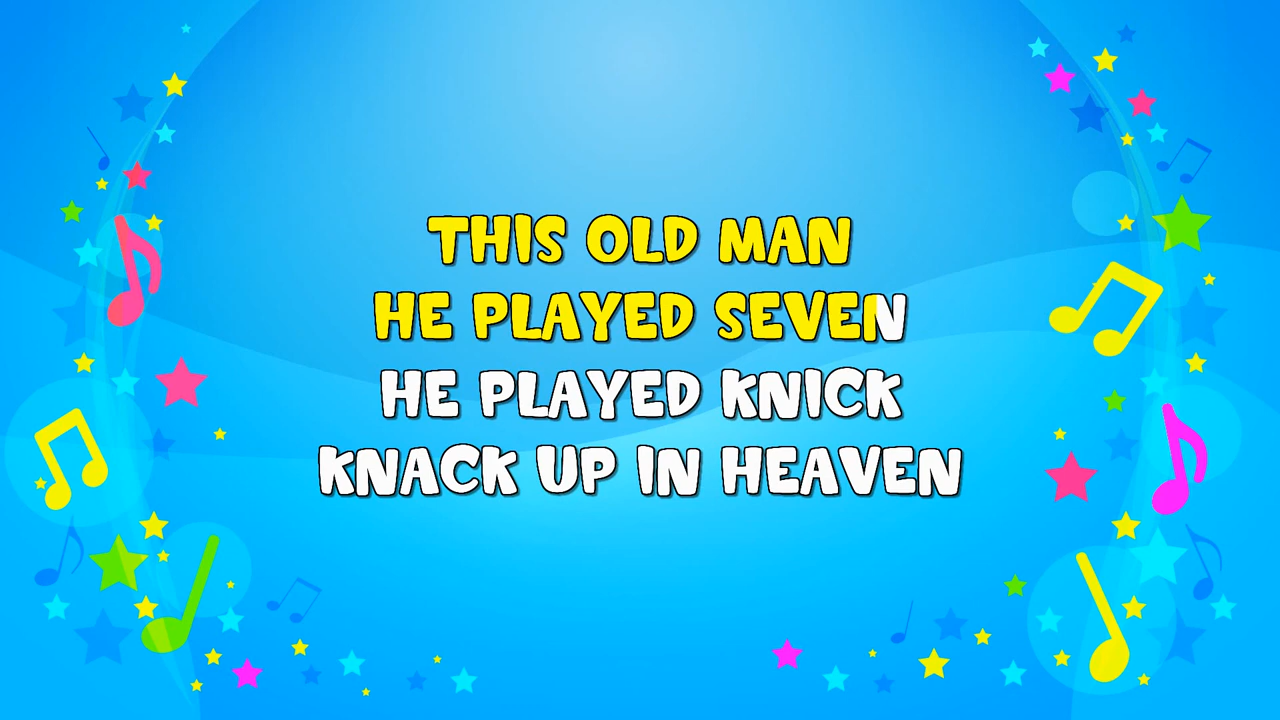 THIS OLD MAN
HE PLAYED SEVEN
HE PLAYED KNICK
KNACK UP IN HEAVEN